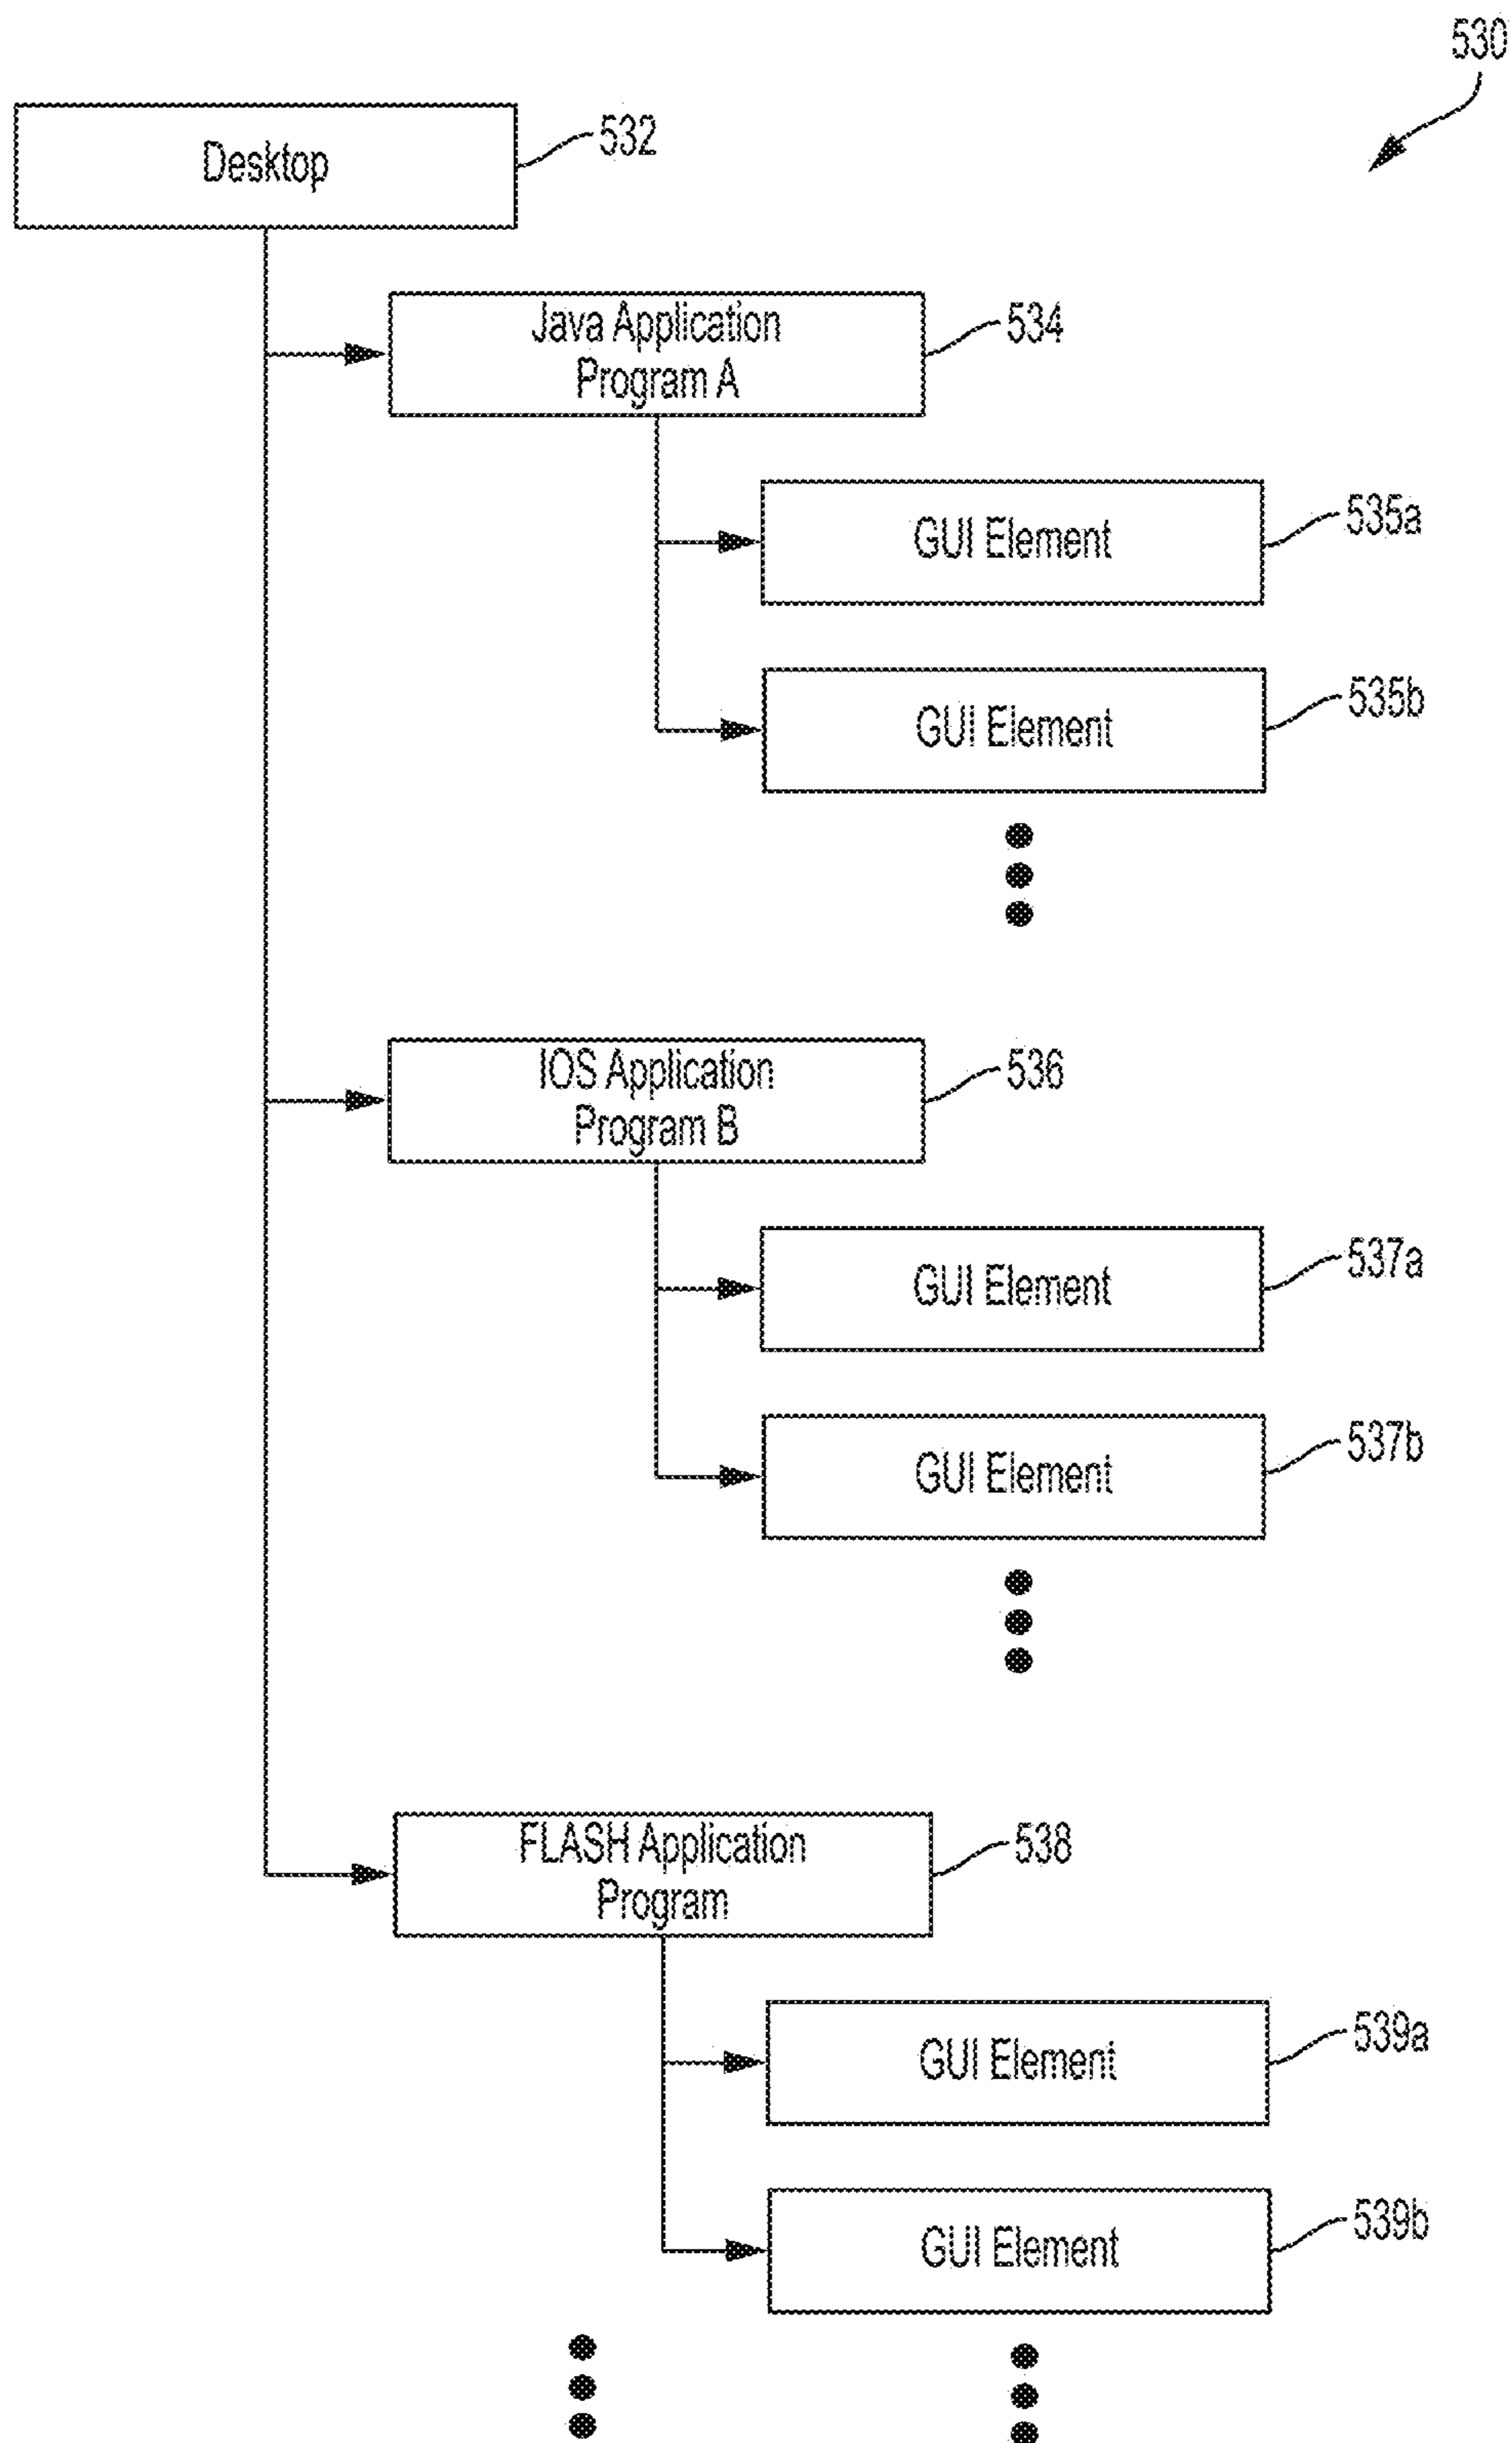 530
Desktop
532
Java Application
Program A
534
GUI Element
535a
GUI Element
535b
IOS Application
Program B
536
GUI Element
537a
GUI Element
537b
FLASH Application
Program
538
GUI Element
539a
GUI Element
539b